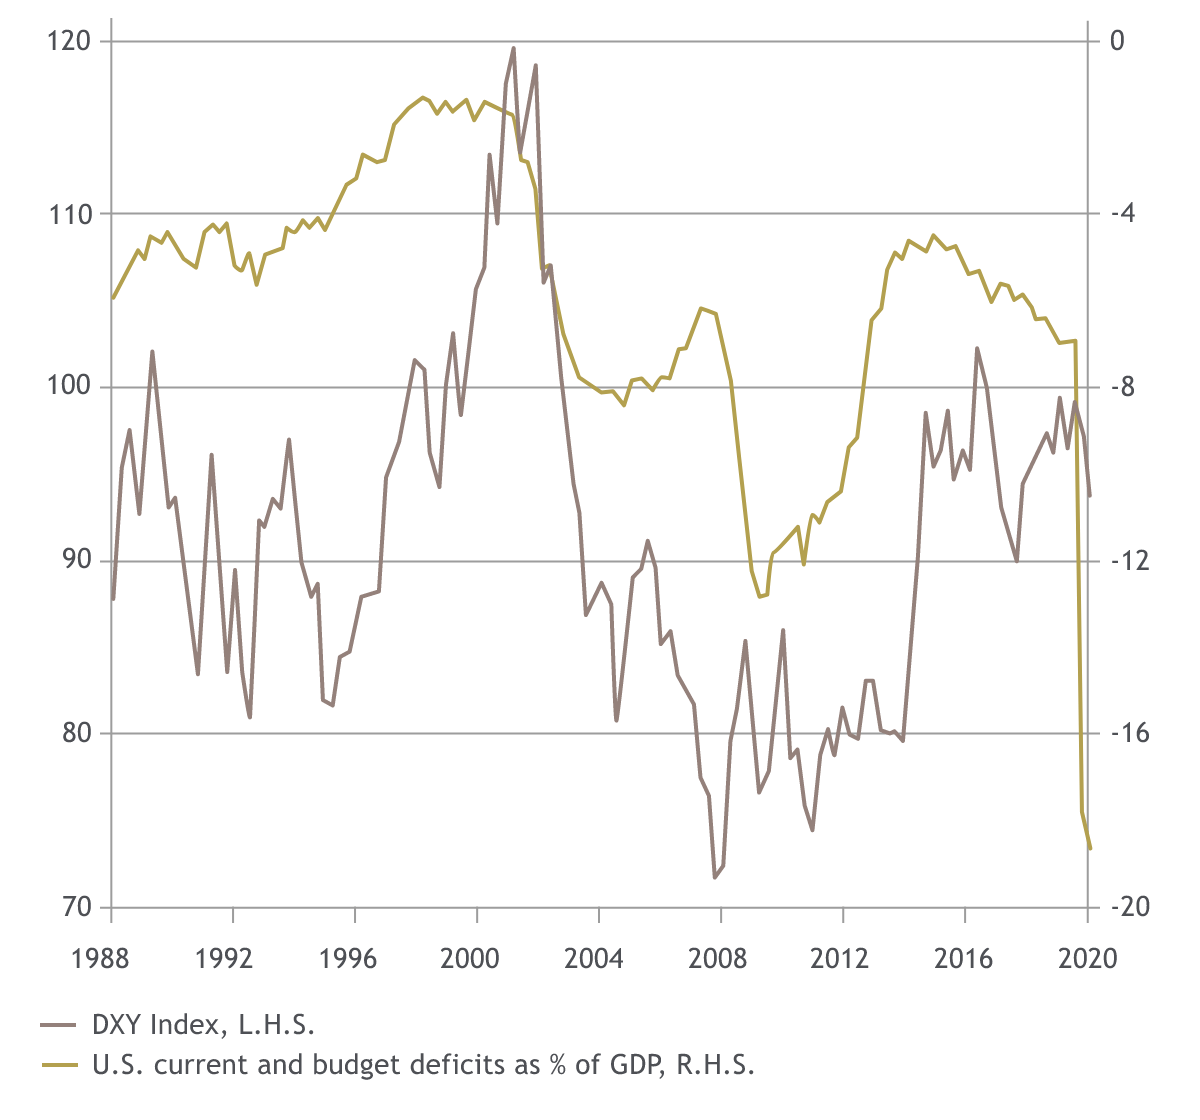 120 0
110 -4
100 -8
90 -12
80 -16
70 -20
1988 1992 1996 2000 2004 2008 2012 2016 2020
DXY Index, L.H.S.
U.S. current and budget deficits as % of GDP, R.H.S.